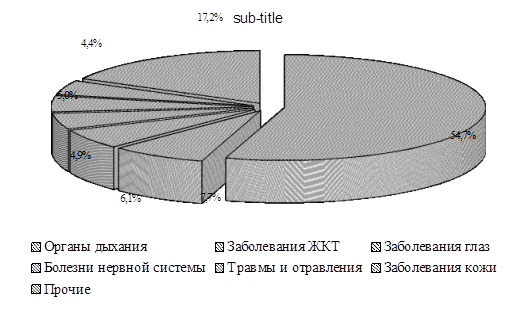 17,2% sub-title
4,4%
5,0%
54,7%
4,9%
6,1%
7,7%
Органы дыхания Заболевания ЖКТ Заболевания глаз
Болезни нервной системы Травмы и отравления Заболевания кожи
Прочие